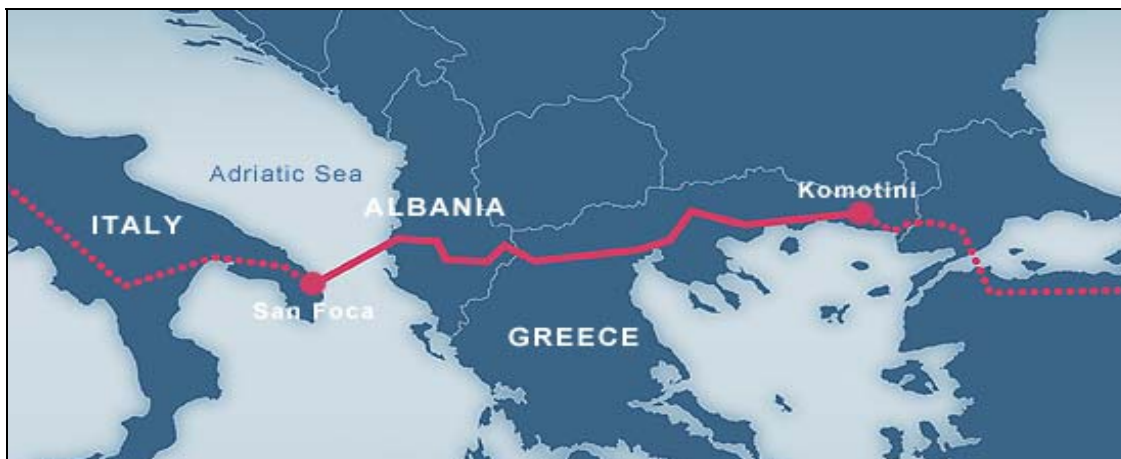 Adriatic Sea
Komotini
ALBANIA
ITALY
San Foca
GREECE